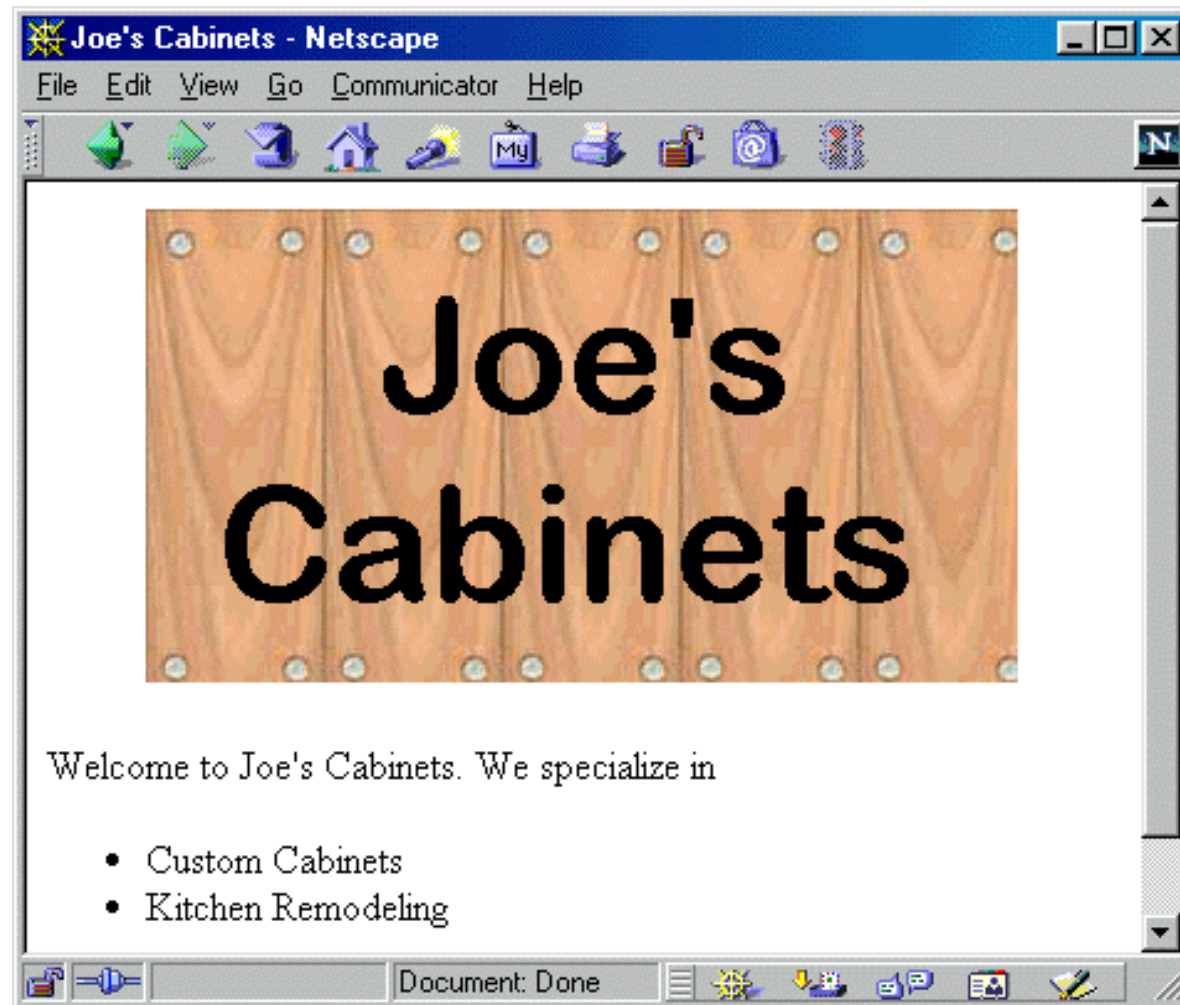 Joe's Cabinets - Netscape
File Edit View Go Communicator Help
My
N
Joe's
Cabinets
Welcome to Joe's Cabinets. We specialize in
• Custom Cabinets
• Kitchen Remodeling
Document: Done